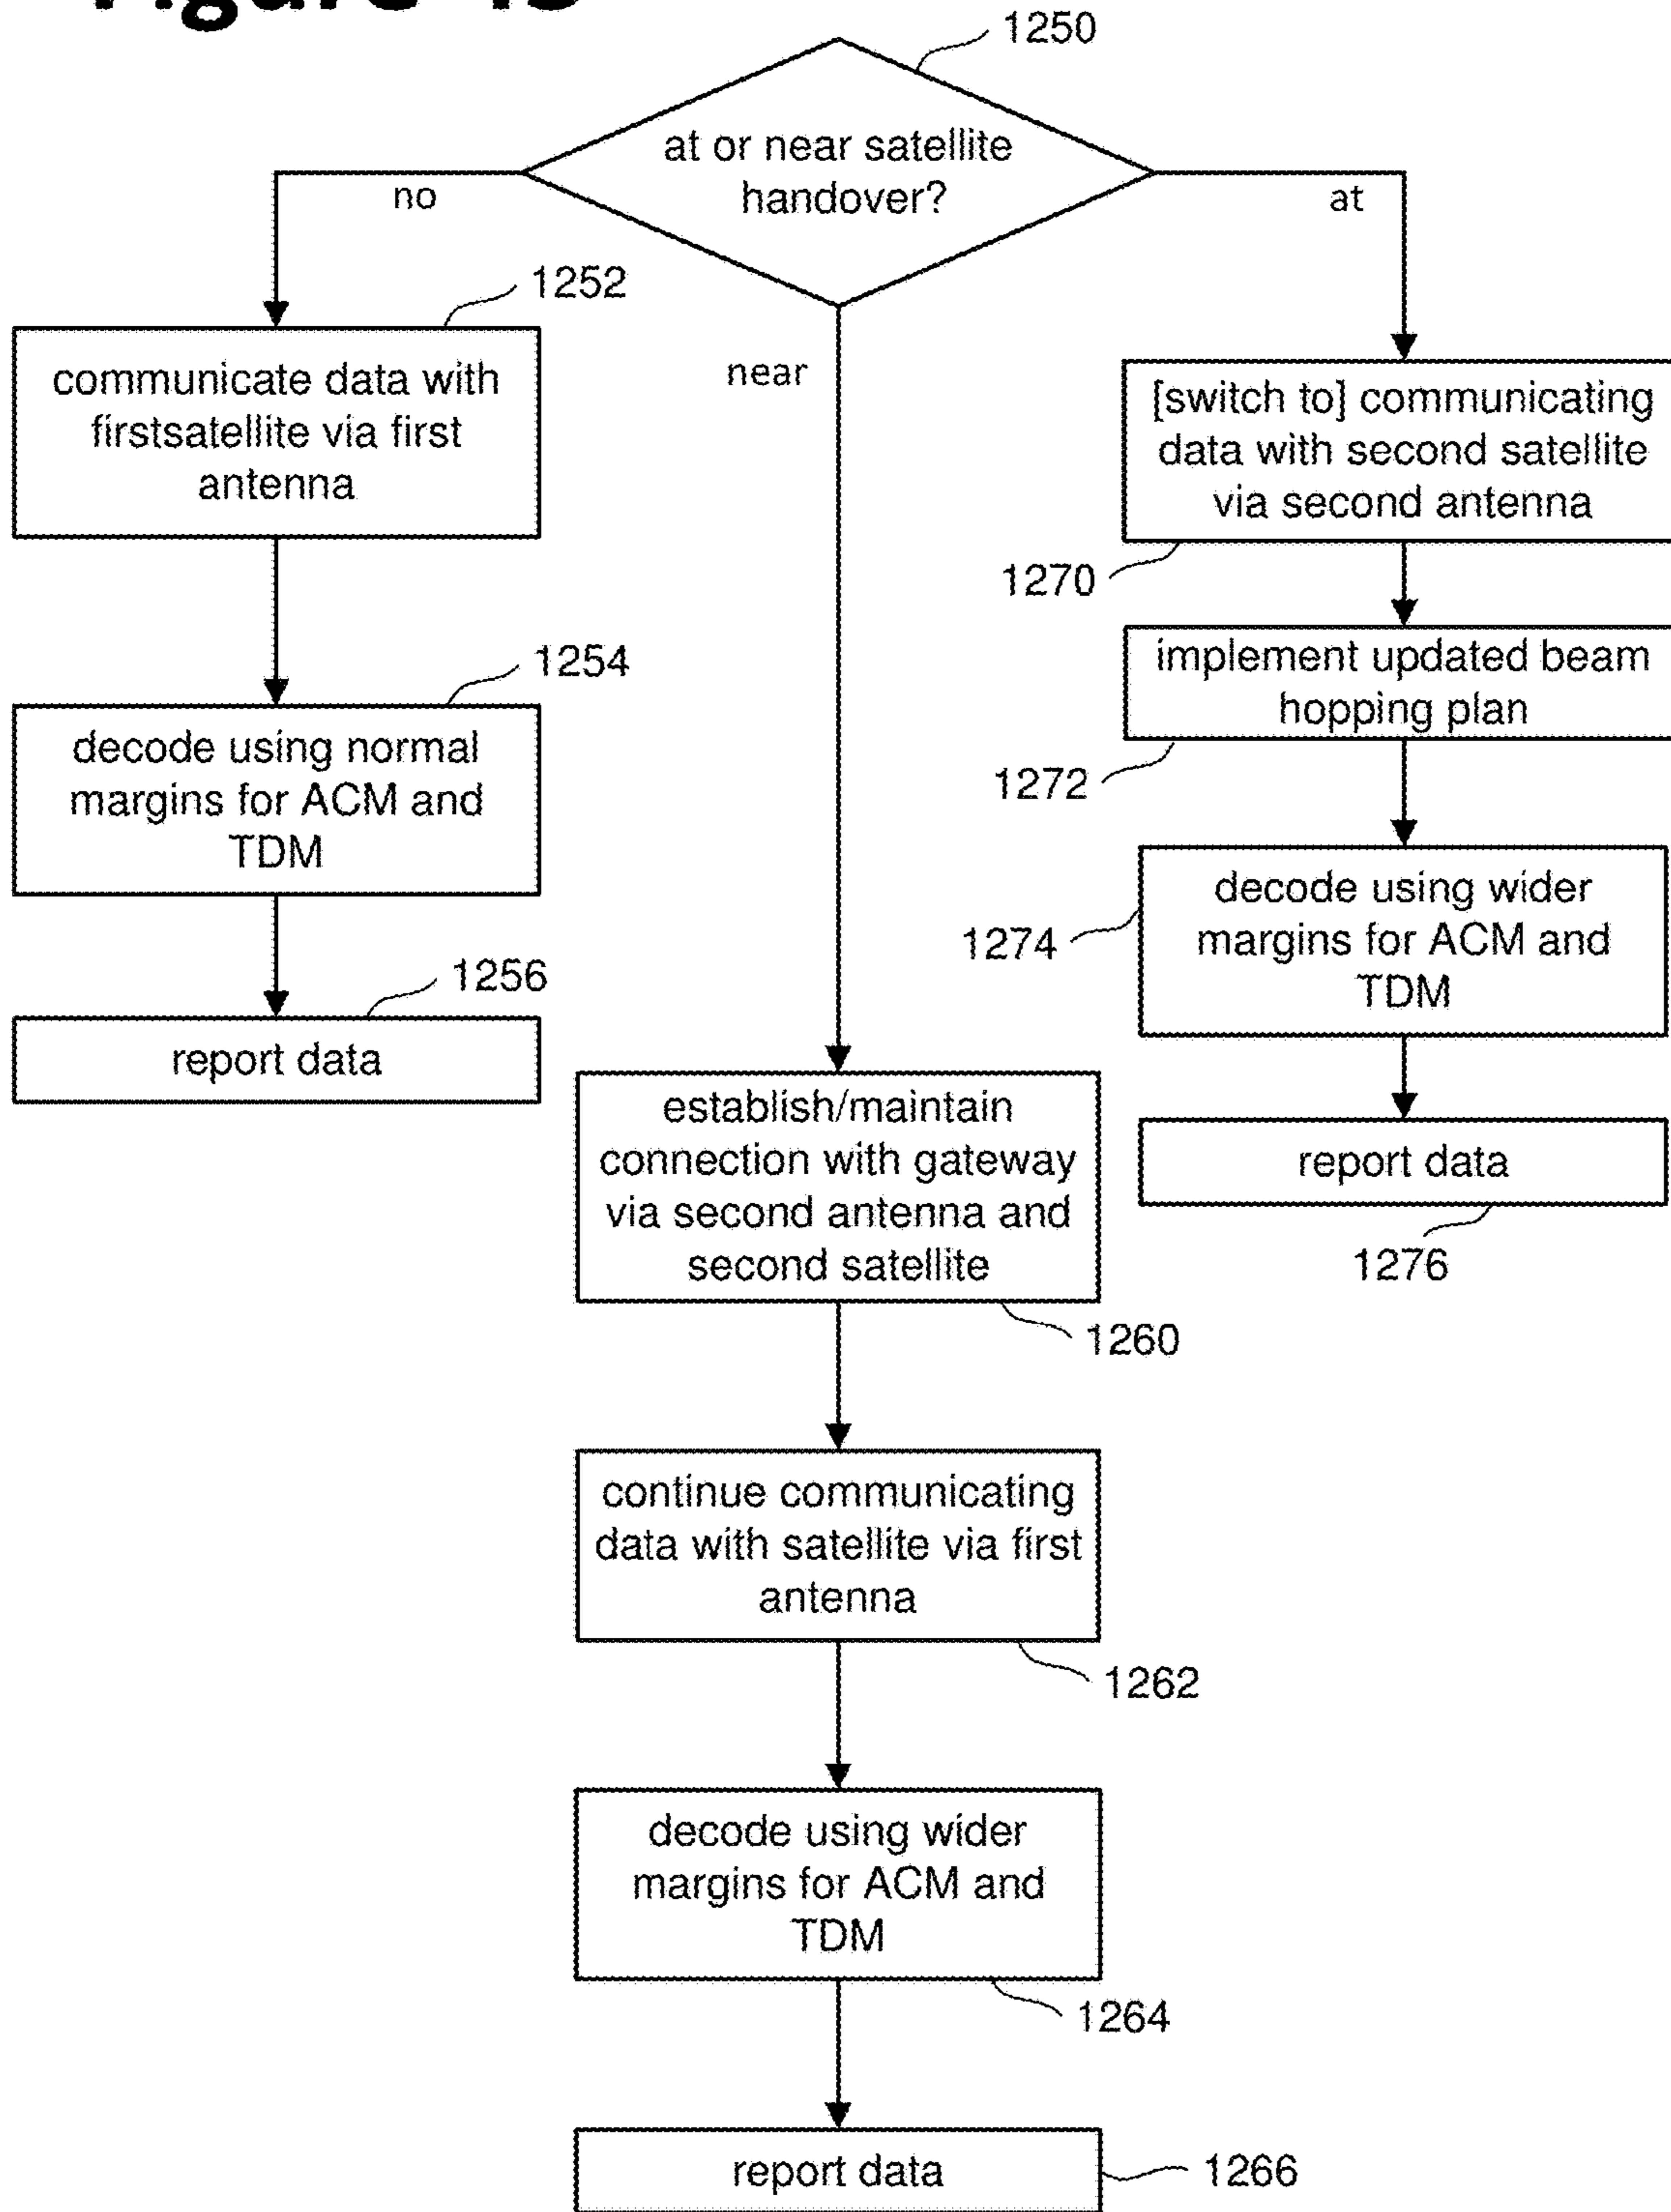 1250
at or near satellite
handover?
no
at
near
1252
communicate data with
firstsatellite via first
antenna
1254
decode using normal
margins for ACM and
TDM
1256
report data
[switch to] communicating
data with second satellite
via second antenna
1270
implement updated beam
hopping plan
1272
decode using wider
margins for ACM and
TDM
1274
report data
1276
establish/maintain
connection with gateway
via second antenna and
second satellite
1260
continue communicating
data with satellite via first
antenna
1262
decode using wider
margins for ACM and
TDM
1264
report data
1266